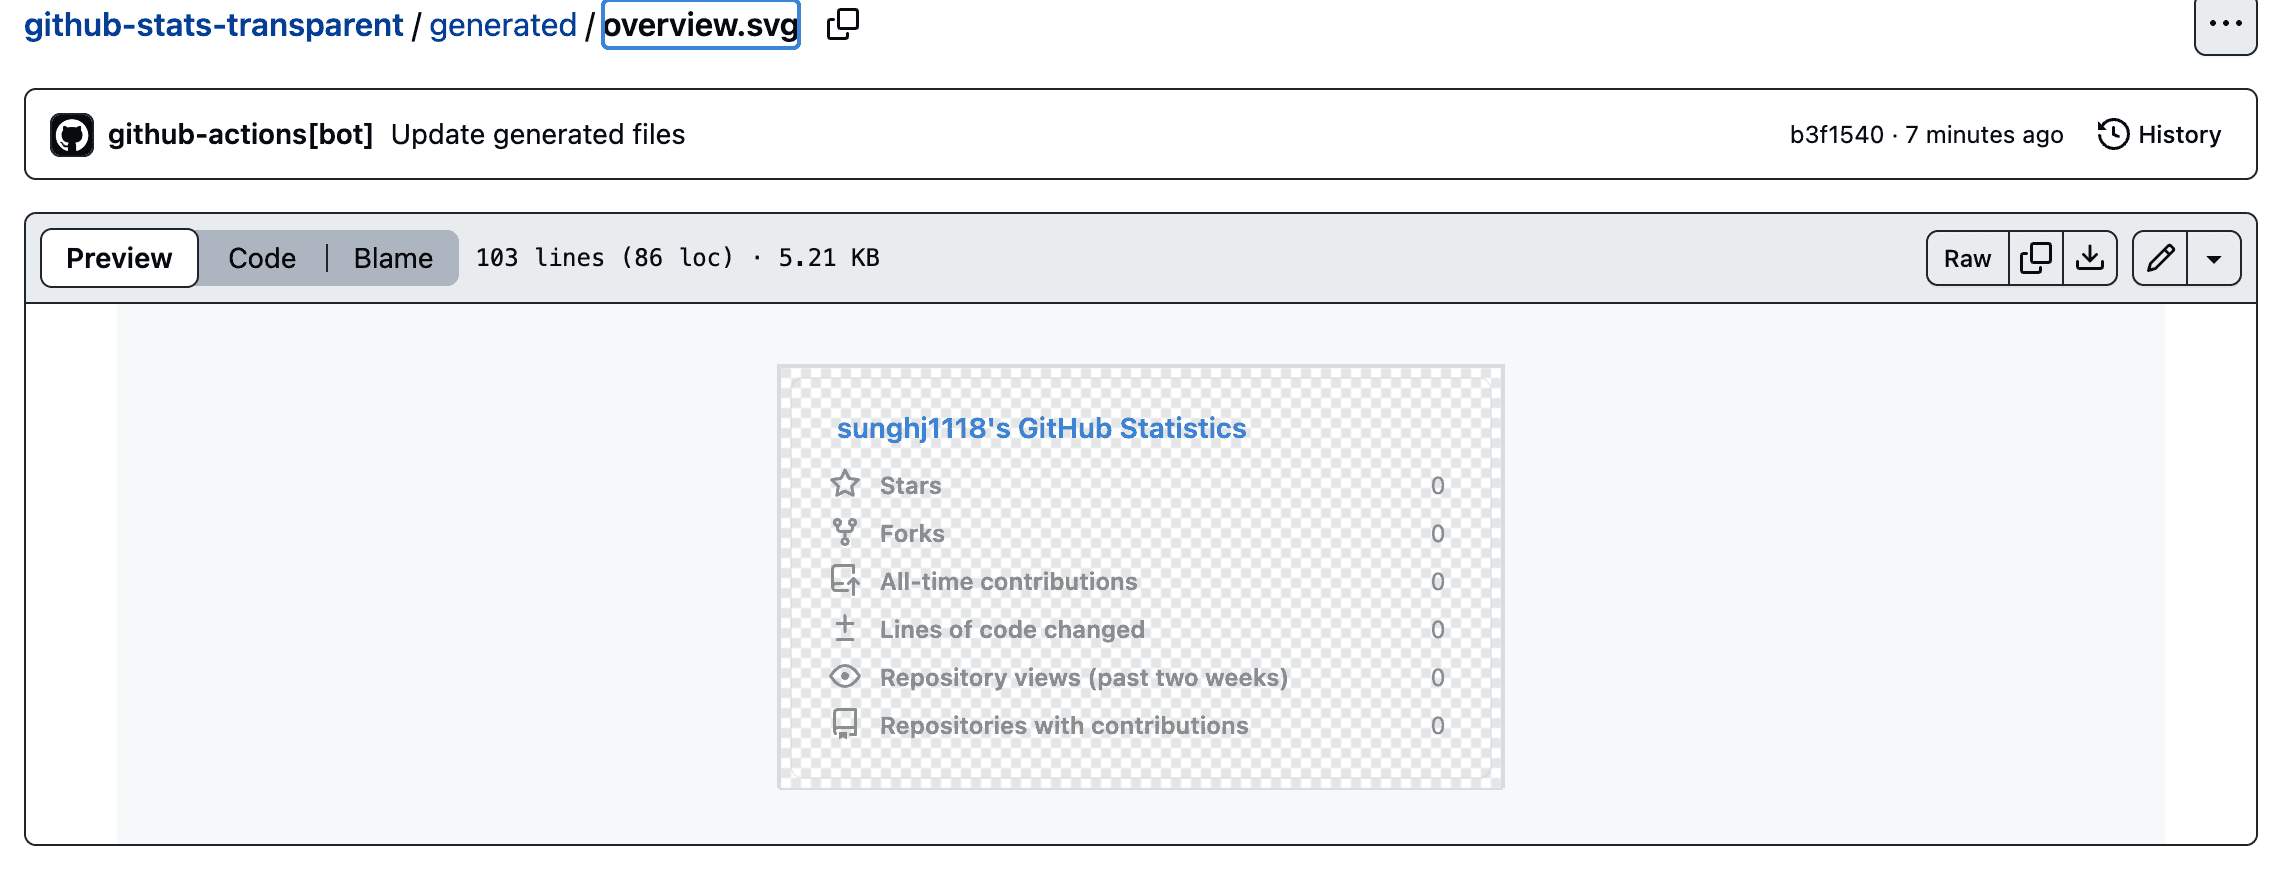 github-stats-transparent / generated / overview.svg
github-actions[bot] Update generated files b3f1540 · 7 minutes ago History
Preview Code Blame 103 lines (86 loc) · 5.21 KB Raw
sunghj1118's GitHub Statistics
Stars 0
Forks 0
All-time contributions 0
Lines of code changed 0
Repository views (past two weeks) 0
Repositories with contributions 0